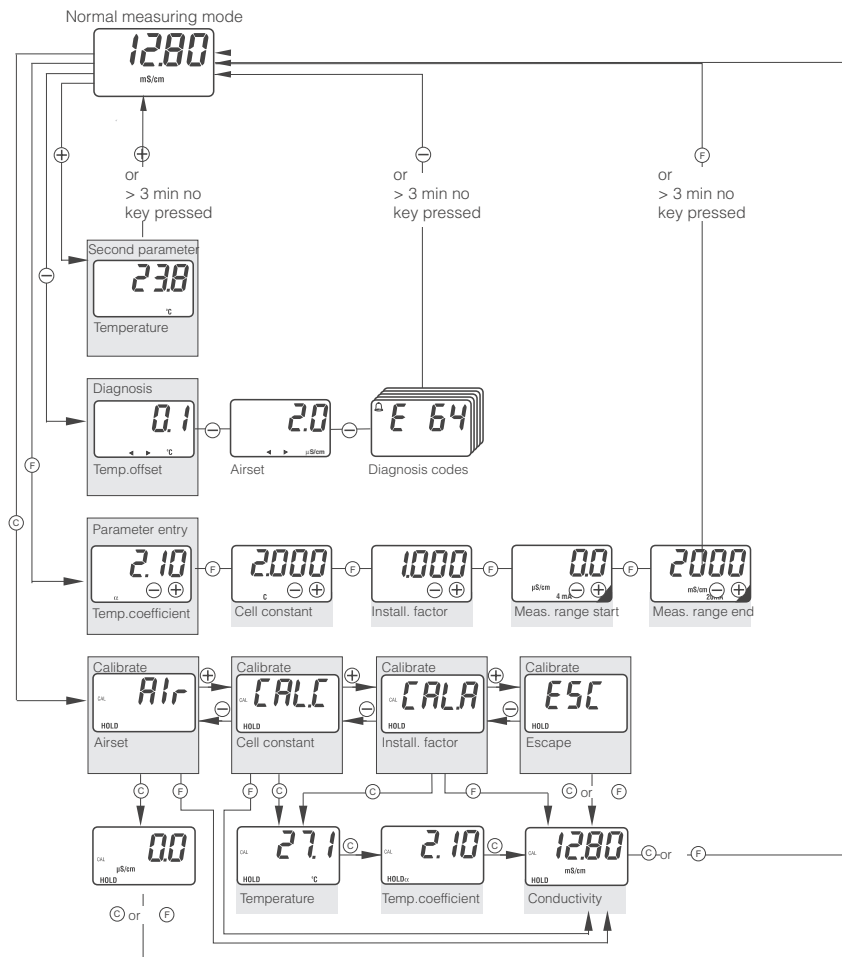 Normal measuring mode
12.80
mS/cm
+
+
−
F
or
> 3 min no
key pressed
or
> 3 min no
key pressed
or
> 3 min no
key pressed
Second parameter
23.8
°C
Temperature
−
F
C
Diagnosis
0.1
°C
Temp.offset
−
2.0
µS/cm
Airset
−
E 64
Diagnosis codes
Parameter entry
2.10
α
− +
Temp.coefficient
F
2.000
C
− +
Cell constant
F
1.000
− +
Install. factor
F
0.0
µS/cm
− +
4 mA
Meas. range start
F
2000
mS/cm
− +
20mA
Meas. range end
Calibrate
AIr
CAL
HOLD
Airset
+
−
Calibrate
CAL.C
CAL
HOLD
Cell constant
+
−
Calibrate
CAL.A
CAL
HOLD
Install. factor
+
−
Calibrate
ESC
HOLD
Escape
C F F C C F C or F
0.0
CAL
µS/cm
HOLD
27.1
CAL
HOLD
°C
Temperature
C
2.10
CAL
HOLDα
Temp.coefficient
C
12.80
CAL
mS/cm
HOLD
Conductivity
C or F
C or F